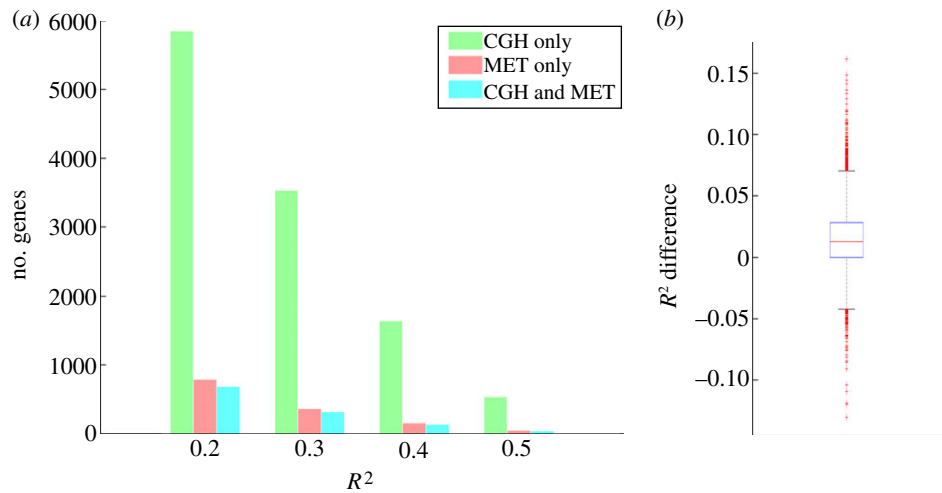 (a)
6000
5000
4000
3000
2000
1000
0
no. genes
CGH only
MET only
CGH and MET
0.2 0.3 0.4 0.5
R²
(b)
0.15
0.10
0.05
0
–0.05
–0.10
R² difference